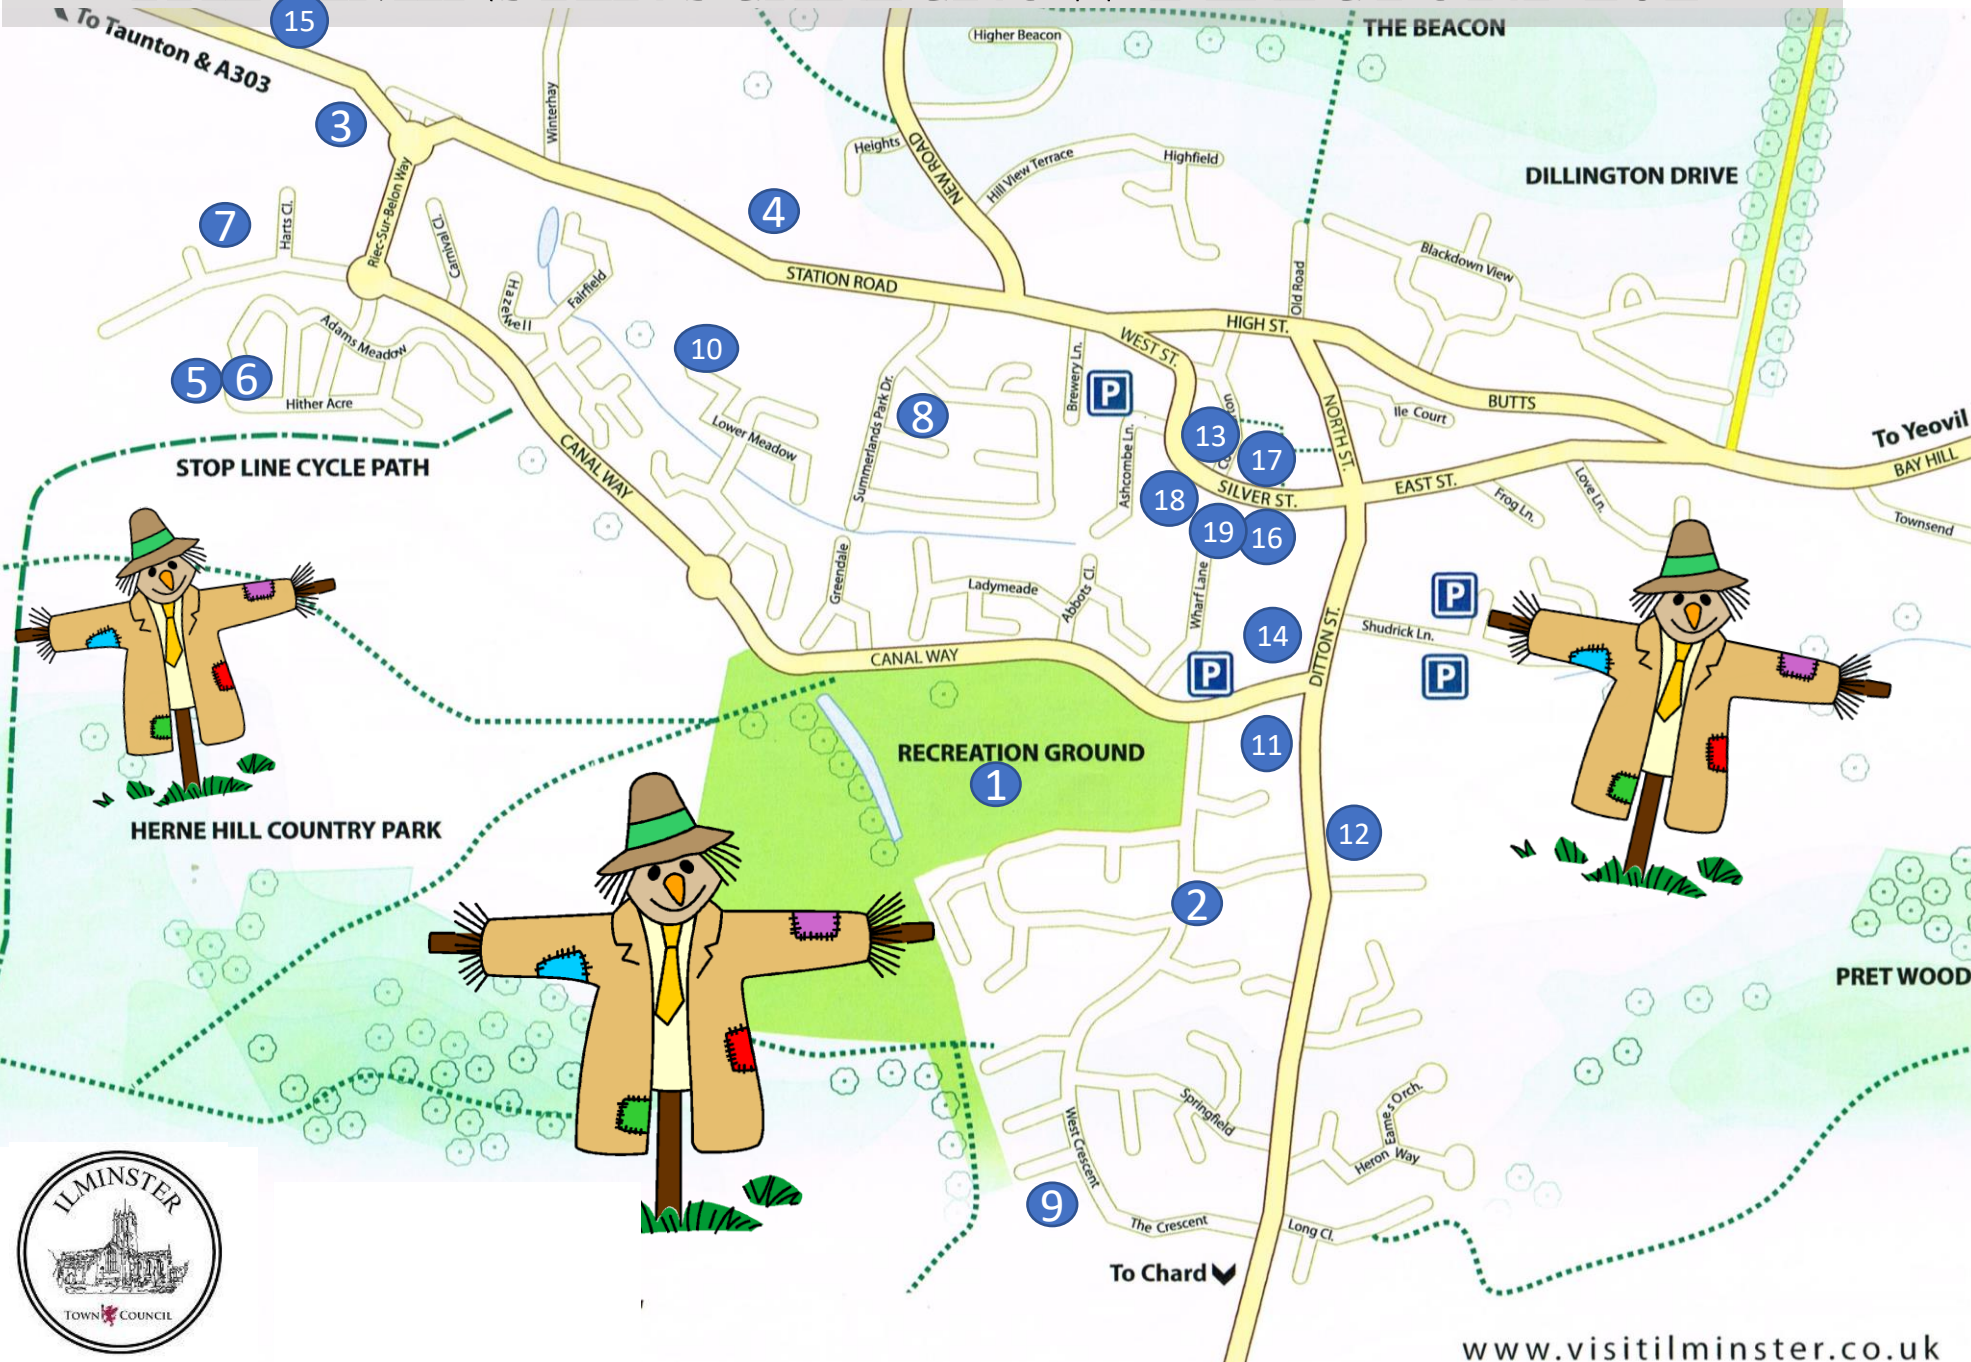 15
To Taunton & A303
Higher Beacon
THE BEACON
3
Winterhay
Heights
NEW ROAD
Hill View Terrace
Highfield
DILLINGTON DRIVE
Riec-Sur-Belon Way
7
Harts Cl.
Carnival Cl.
4
STATION ROAD
Hazelwell
Fairfield
Old Road
Blackdown View
Adams Meadow
10
HIGH ST.
WEST ST.
Brewery Ln.
P
5
6
Hither Acre
Summerlands Park Dr.
8
Lower Meadow
Ashcombe Ln.
13
17
NORTH ST.
Ile Court
BUTTS
To Yeovil
BAY HILL
STOP LINE CYCLE PATH
CANAL WAY
18
SILVER ST.
EAST ST.
Frog Ln.
Love Ln.
Townsend
19
16
Greendale
Ladymeade
Abbots Cl.
Wharf Lane
P
14
DITTON ST.
Shudrick Ln.
CANAL WAY
P
P
11
RECREATION GROUND
1
HERNE HILL COUNTRY PARK
12
2
PRET WOOD
Springfield
West Crescent
Eames Orch.
Heron Way
9
The Crescent
Long Cl.
To Chard
ILMINSTER
TOWN COUNCIL
www.visitilminster.co.uk